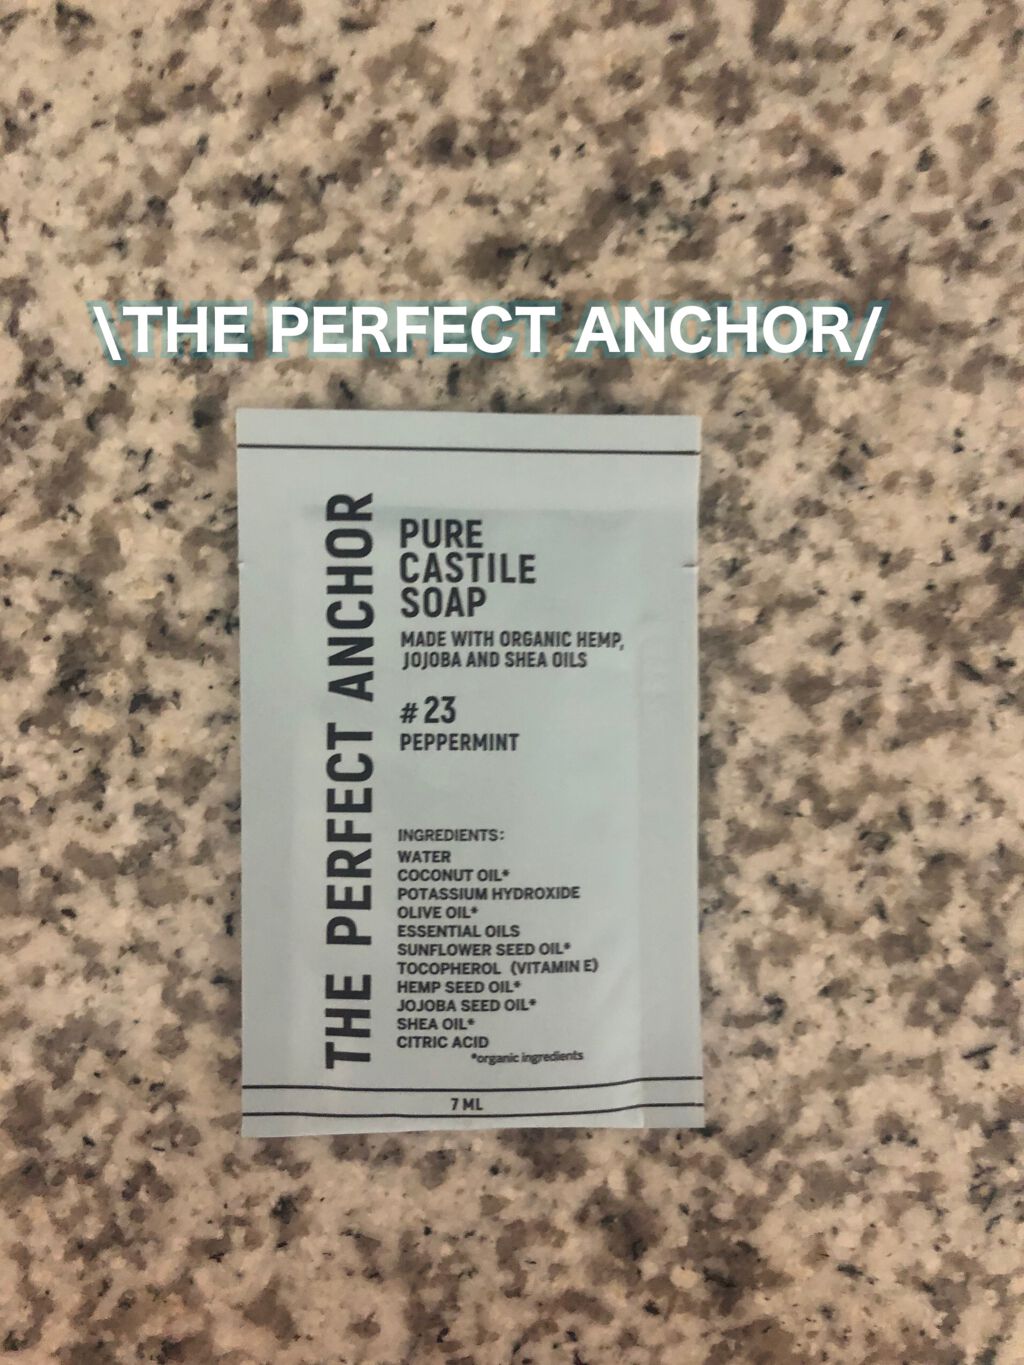 \THE PERFECT ANCHOR/
THE PERFECT ANCHOR
PURE
CASTILE
SOAP
MADE WITH ORGANIC HEMP,
JOJOBA AND SHEA OILS
#23
PEPPERMINT
INGREDIENTS:
WATER
COCONUT OIL*
POTASSIUM HYDROXIDE
OLIVE OIL*
ESSENTIAL OILS
SUNFLOWER SEED OIL*
TOCOPHEROL (VITAMIN E)
HEMP SEED OIL*
JOJOBA SEED OIL*
SHEA OIL*
CITRIC ACID
*organic ingredients
7 ML